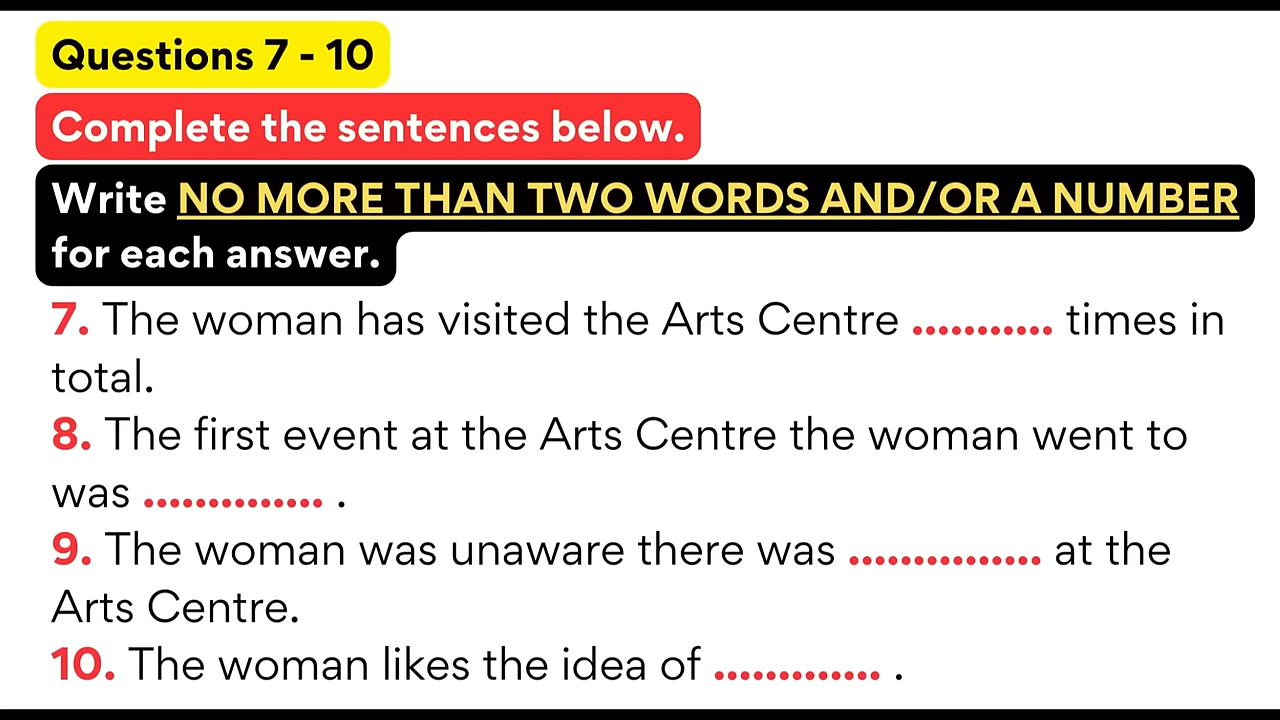 Questions 7 - 10
Complete the sentences below.
Write NO MORE THAN TWO WORDS AND/OR A NUMBER
for each answer.
7. The woman has visited the Arts Centre ........... times in
total.
8. The first event at the Arts Centre the woman went to
was .............. .
9. The woman was unaware there was ............... at the
Arts Centre.
10. The woman likes the idea of ............. .